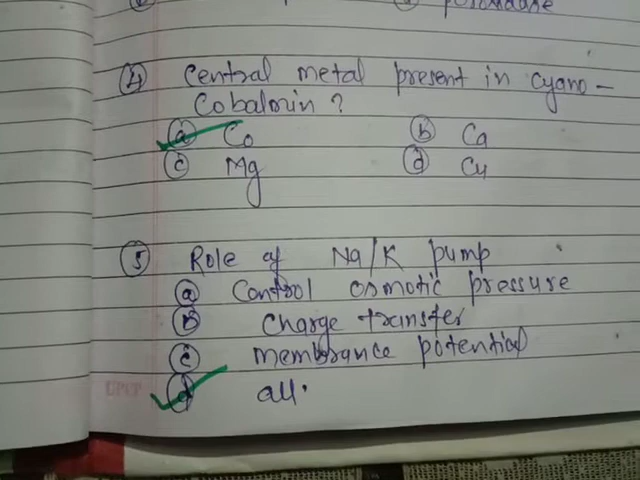 ④ Central metal present in cyano-
Cobalmin ?
ⓐ Co ⓑ Ca
ⓒ Mg ⓓ Cu
⑤ Role of Na/K pump
ⓐ Control osmotic pressure
ⓑ Charge transfer
ⓒ membrance potential
ⓓ all.